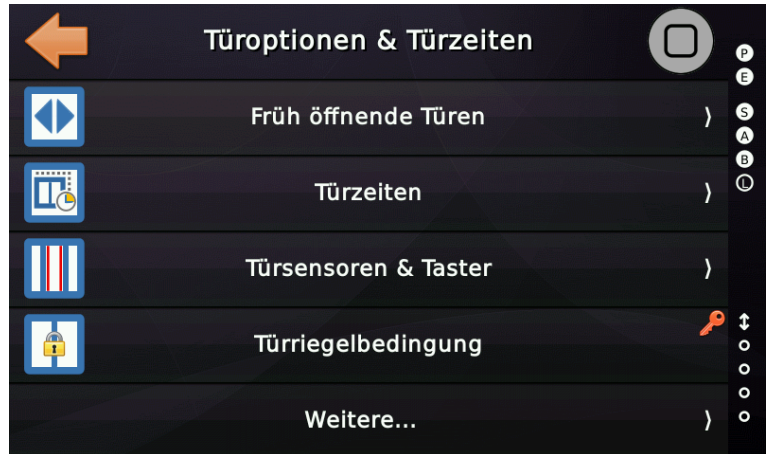 Türoptionen & Türzeiten
Früh öffnende Türen
Türzeiten
Türsensoren & Taster
Türriegelbedingung
Weitere...
P
E
S
A
B
L